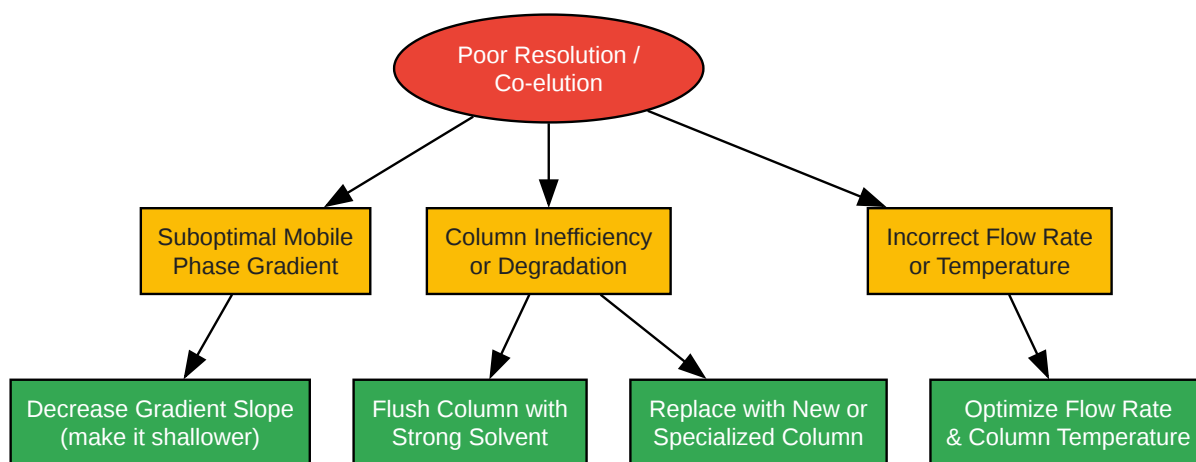 Poor Resolution /
Co-elution
Suboptimal Mobile
Phase Gradient
Column Inefficiency
or Degradation
Incorrect Flow Rate
or Temperature
Decrease Gradient Slope
(make it shallower)
Flush Column with
Strong Solvent
Replace with New or
Specialized Column
Optimize Flow Rate
& Column Temperature